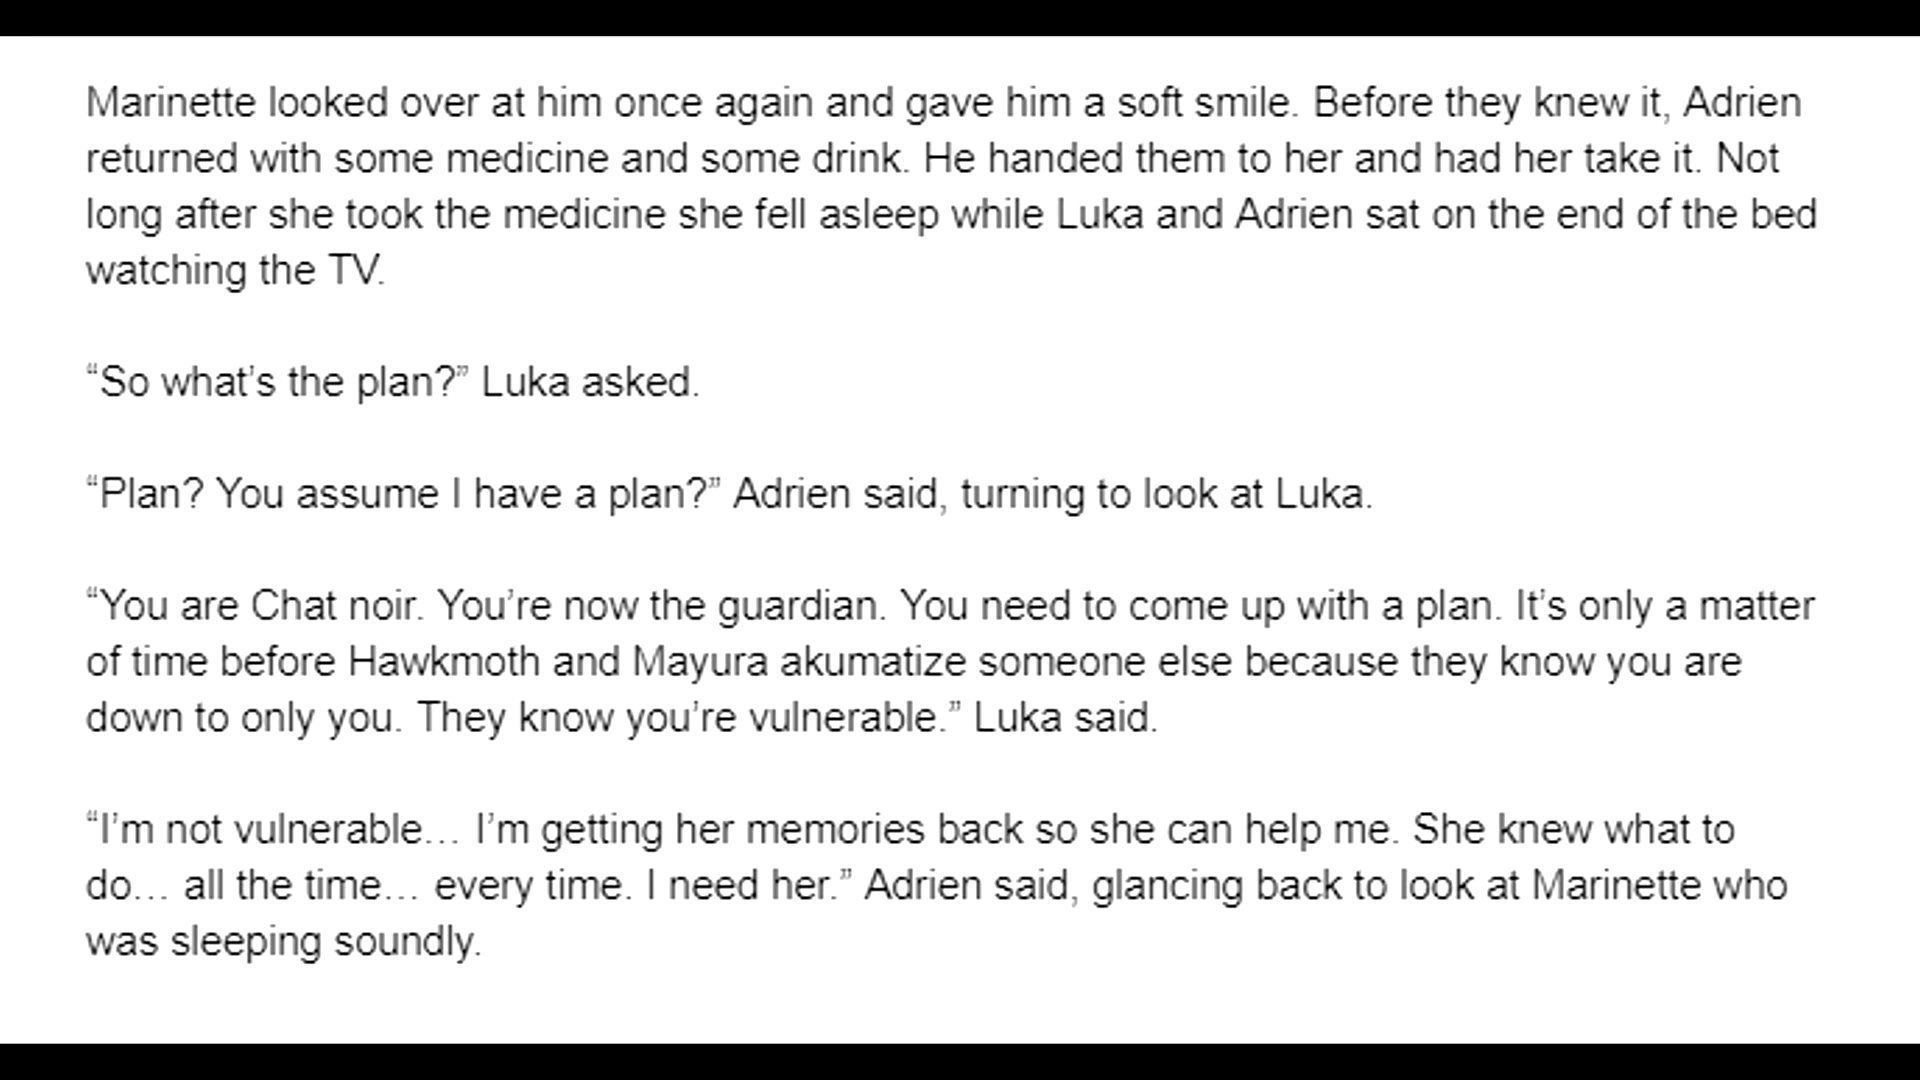 Marinette looked over at him once again and gave him a soft smile. Before they knew it, Adrien
returned with some medicine and some drink. He handed them to her and had her take it. Not
long after she took the medicine she fell asleep while Luka and Adrien sat on the end of the bed
watching the TV.
“So what’s the plan?” Luka asked.
“Plan? You assume I have a plan?” Adrien said, turning to look at Luka.
“You are Chat noir. You’re now the guardian. You need to come up with a plan. It’s only a matter
of time before Hawkmoth and Mayura akumatize someone else because they know you are
down to only you. They know you’re vulnerable.” Luka said.
“I’m not vulnerable… I’m getting her memories back so she can help me. She knew what to
do… all the time… every time. I need her.” Adrien said, glancing back to look at Marinette who
was sleeping soundly.